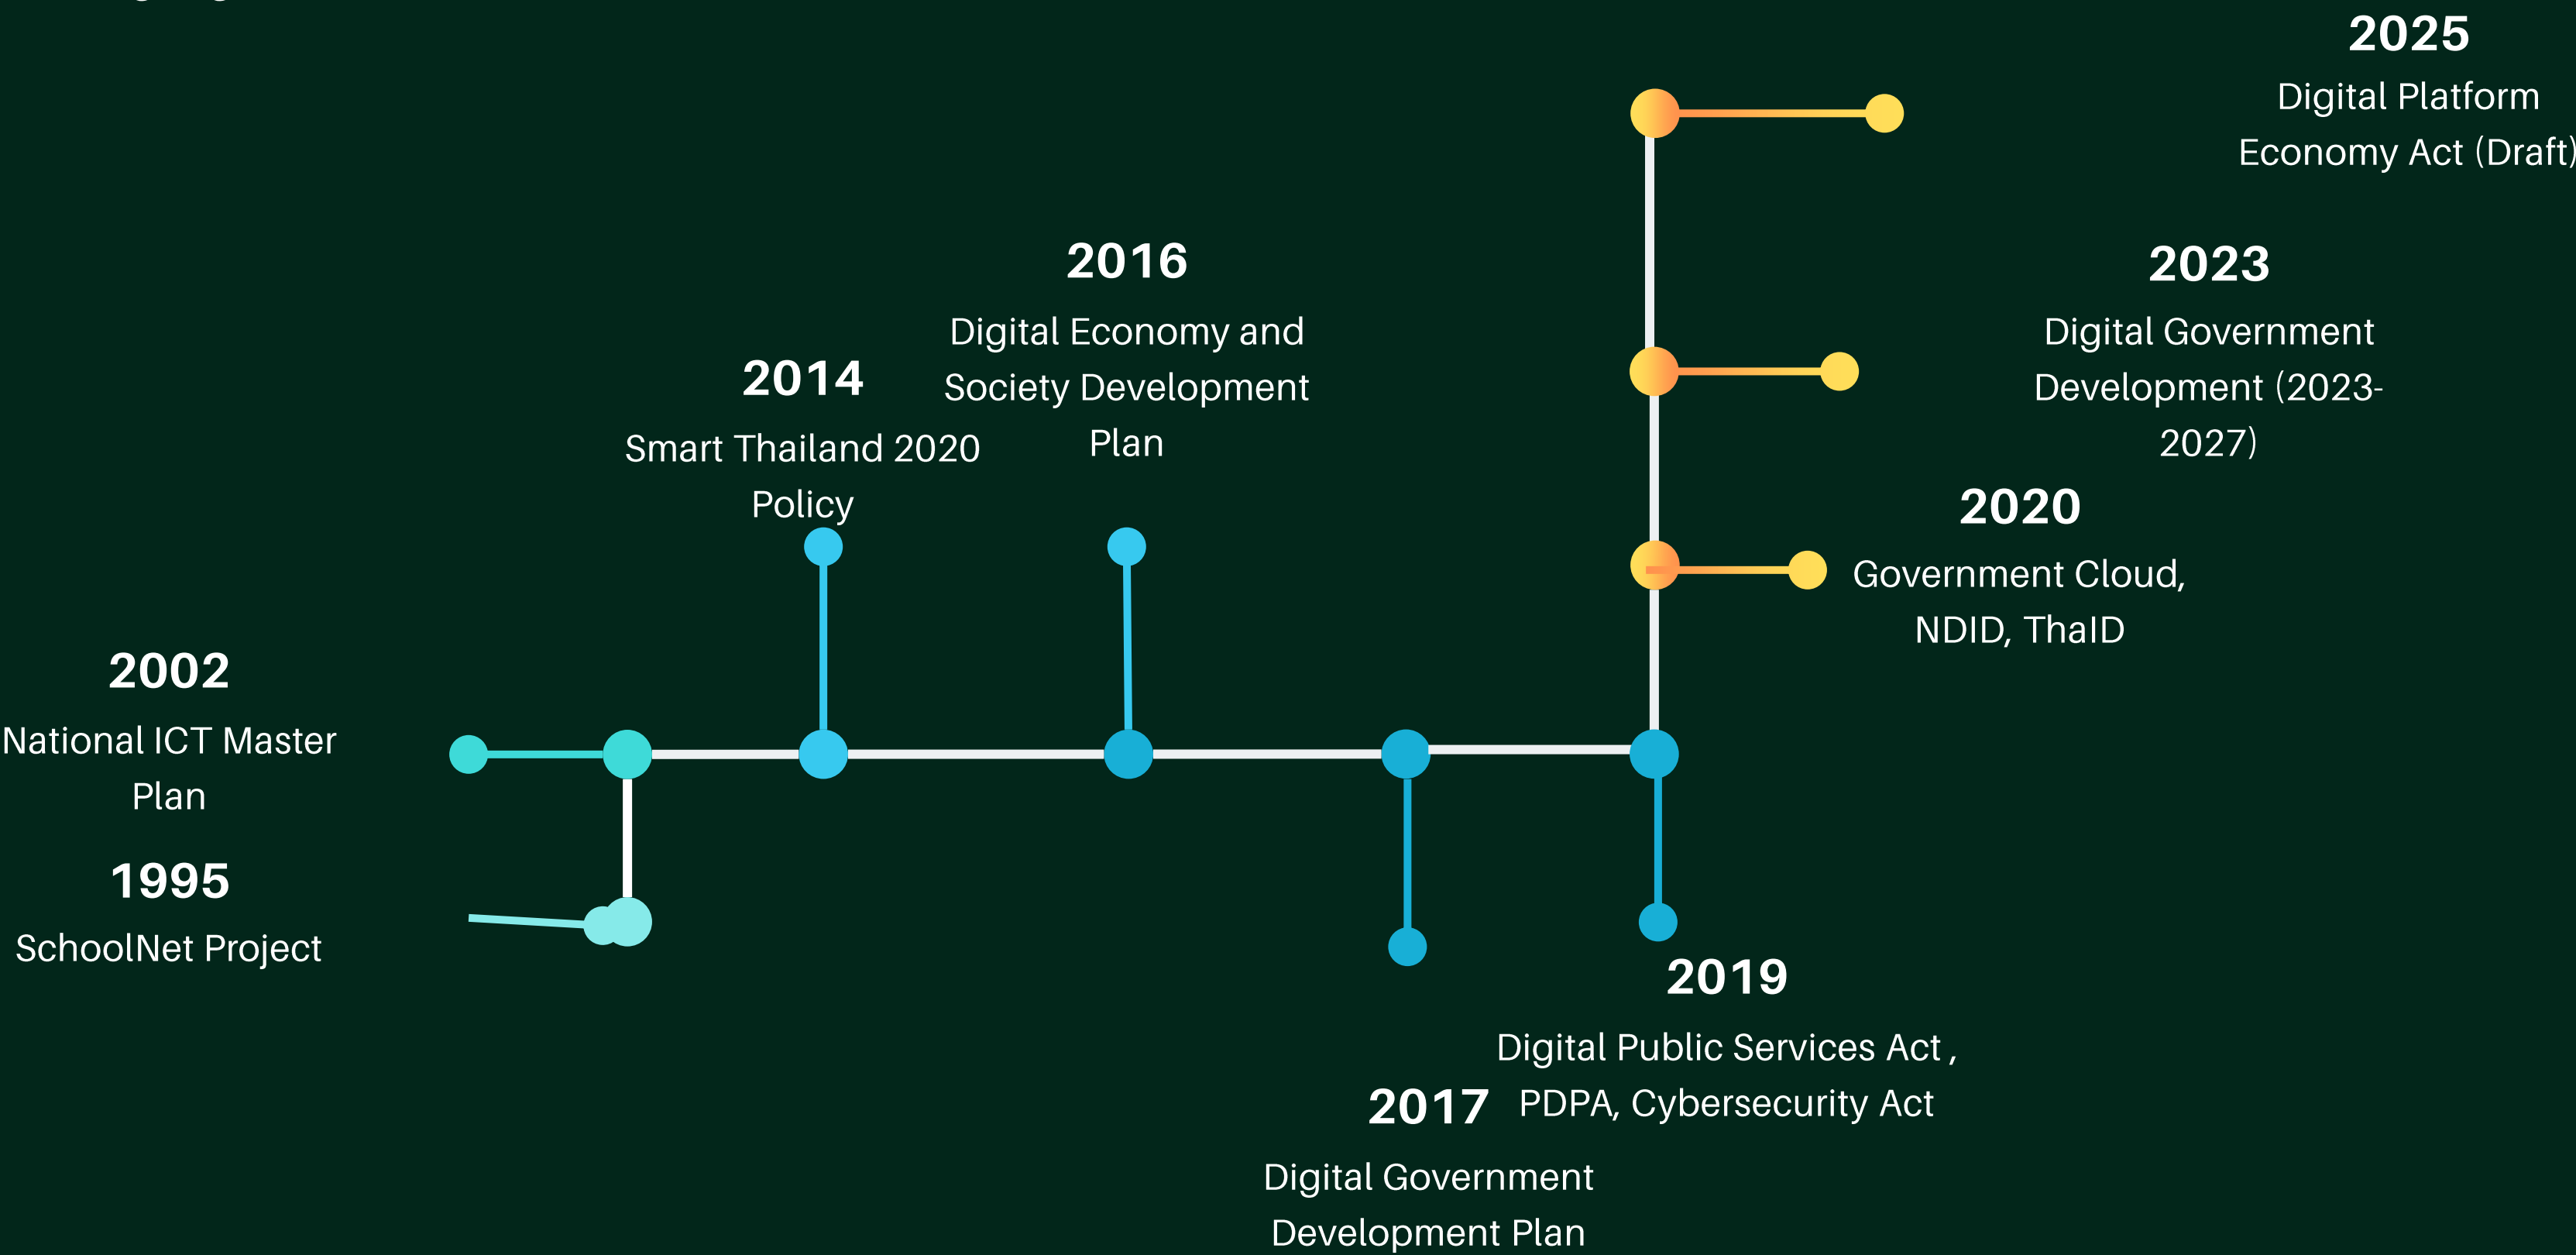 2025
Digital Platform
Economy Act (Draft)
2016
Digital Economy and
Society Development
Plan
2023
Digital Government
Development (2023-
2027)
2014
Smart Thailand 2020
Policy
2020
Government Cloud,
NDID, ThaID
2002
National ICT Master
Plan
1995
SchoolNet Project
2019
Digital Public Services Act ,
PDPA, Cybersecurity Act
2017
Digital Government
Development Plan